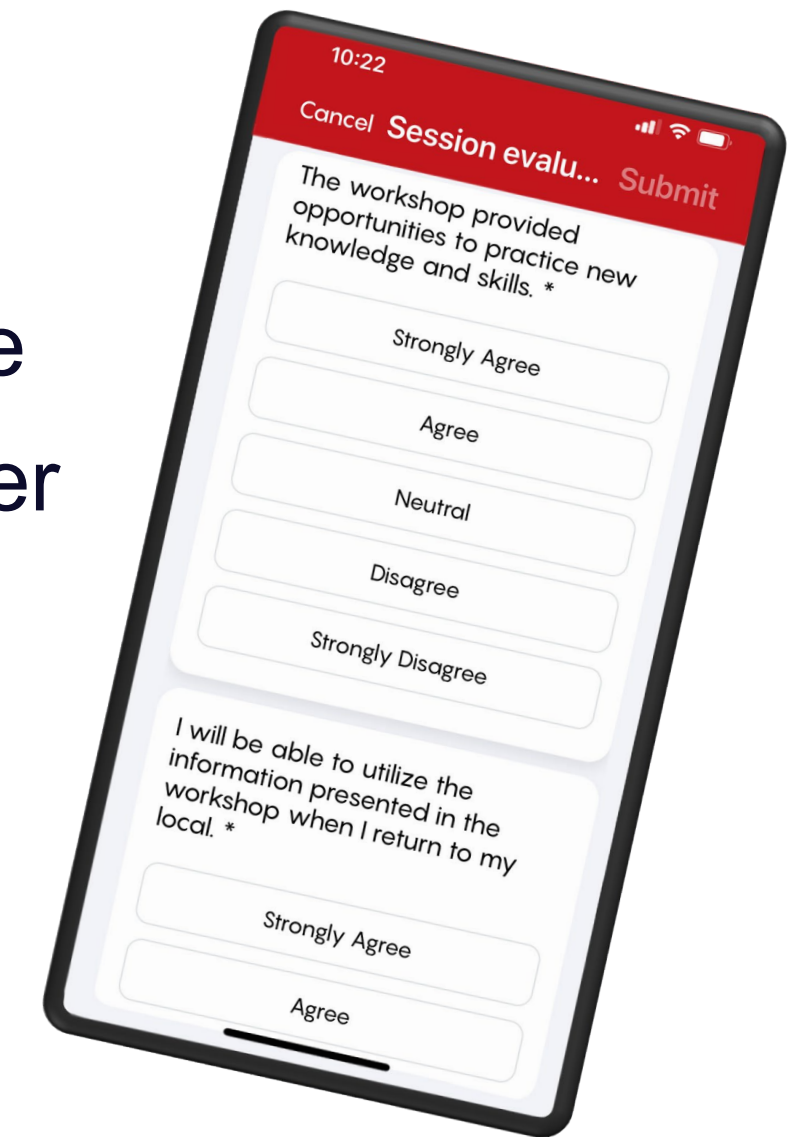 e
er
10:22
Cancel Session evalu... Submit
The workshop provided
opportunities to practice new
knowledge and skills. *
Strongly Agree
Agree
Neutral
Disagree
Strongly Disagree
I will be able to utilize the
information presented in the
workshop when I return to my
local. *
Strongly Agree
Agree